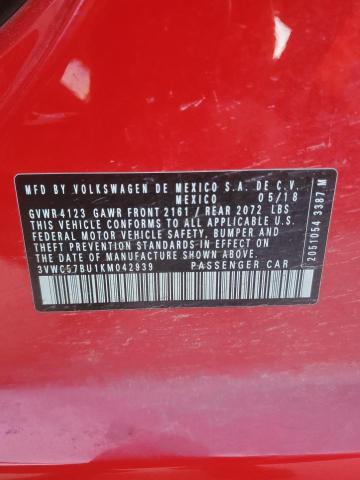 MFD BY VOLKSWAGEN DE MEXICO S.A. DE C.V.
MEXICO 05/18
GVWR 4123 GAWR FRONT 2161 / REAR 2072 LBS
THIS VEHICLE CONFORMS TO ALL APPLICABLE U.S.
FEDERAL MOTOR VEHICLE SAFETY, BUMPER AND
THEFT PREVENTION STANDARDS IN EFFECT ON
THE DATE OF MANUFACTURE SHOWN ABOVE
3VWC57BU1KM042939 PASSENGER CAR
2051054 3387 M